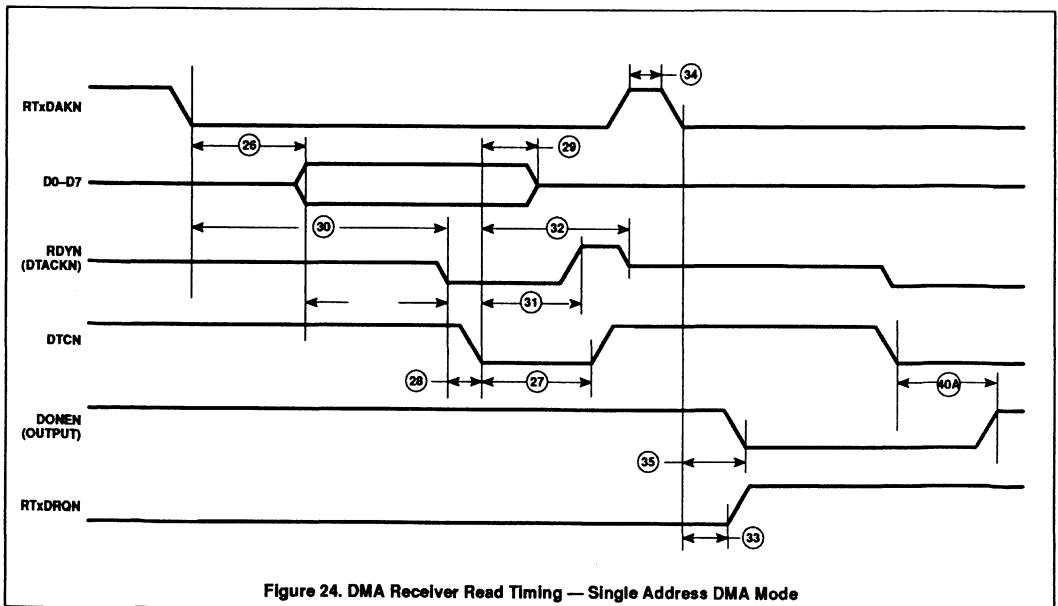 34
RTxDAKN
26
29
D0–D7
30
32
RDYN
(DTACKN)
31
DTCN
28
27
40A
DONEN
(OUTPUT)
35
RTxDRQN
33
Figure 24. DMA Receiver Read Timing — Single Address DMA Mode